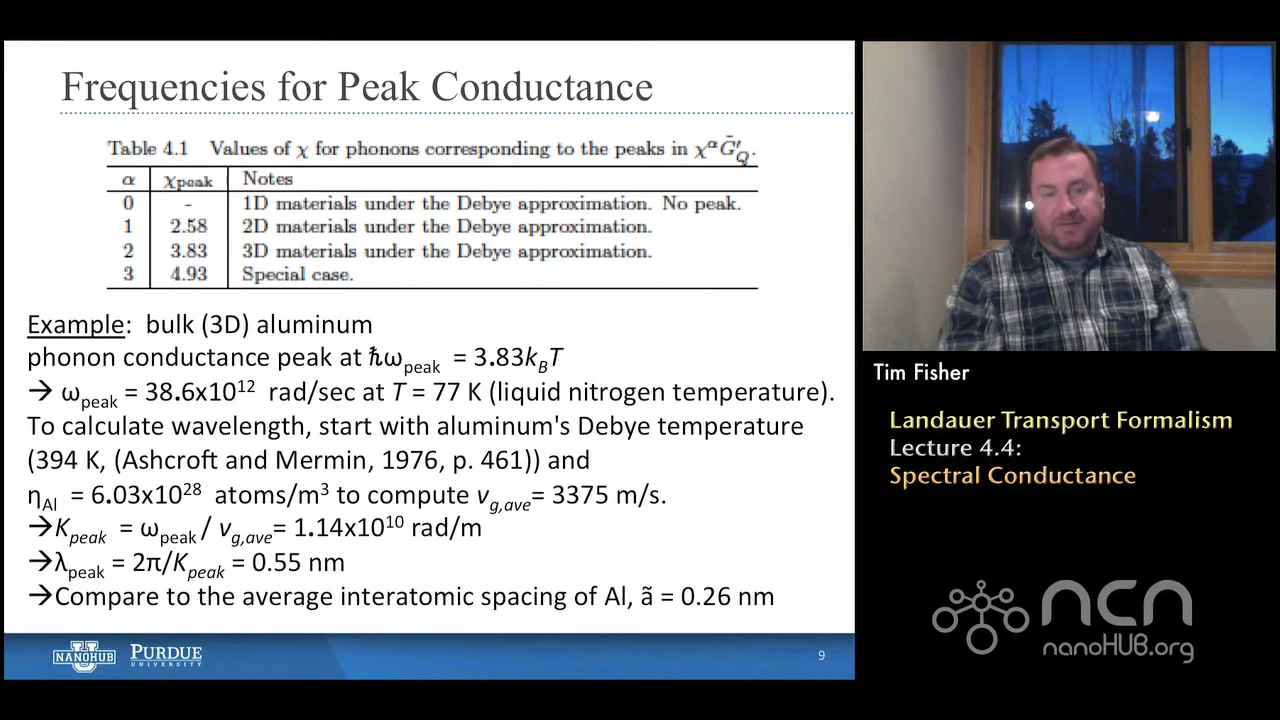 Frequencies for Peak Conductance
Table 4.1 Values of χ for phonons corresponding to the peaks in χ^α G̃'_Q.
α χ_peak Notes
0 - 1D materials under the Debye approximation. No peak.
1 2.58 2D materials under the Debye approximation.
2 3.83 3D materials under the Debye approximation.
3 4.93 Special case.
Example: bulk (3D) aluminum
phonon conductance peak at ħω_peak = 3.83k_BT
→ ω_peak = 38.6x10^12 rad/sec at T = 77 K (liquid nitrogen temperature).
To calculate wavelength, start with aluminum's Debye temperature
(394 K, (Ashcroft and Mermin, 1976, p. 461)) and
η_Al = 6.03x10^28 atoms/m^3 to compute v_g,ave= 3375 m/s.
→K_peak = ω_peak / v_g,ave= 1.14x10^10 rad/m
→λ_peak = 2π/K_peak = 0.55 nm
→Compare to the average interatomic spacing of Al, ã = 0.26 nm
NANOHUB
PURDUE
UNIVERSITY
9
Tim Fisher
Landauer Transport Formalism
Lecture 4.4:
Spectral Conductance
ncn
nanoHUB.org